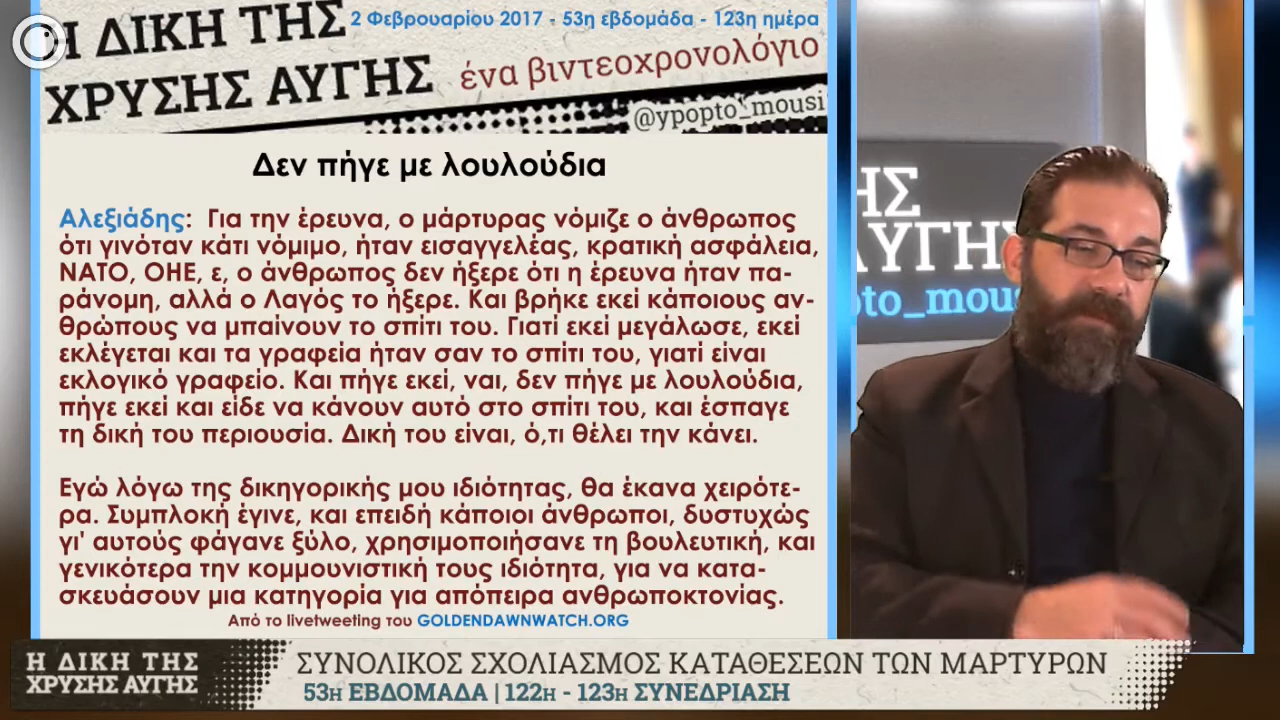 Η ΔΙΚΗ ΤΗΣ
ΧΡΥΣΗΣ ΑΥΓΗΣ
2 Φεβρουαρίου 2017 - 53η εβδομάδα - 123η ημέρα
ένα βιντεοχρονολόγιο
@ypopto_mousi
Δεν πήγε με λουλούδια
Αλεξιάδης: Για την έρευνα, ο μάρτυρας νόμιζε ο άνθρωπος
ότι γινόταν κάτι νόμιμο, ήταν εισαγγελέας, κρατική ασφάλεια,
ΝΑΤΟ, ΟΗΕ, ε, ο άνθρωπος δεν ήξερε ότι η έρευνα ήταν πα-
ράνομη, αλλά ο Λαγός το ήξερε. Και βρήκε εκεί κάποιους αν-
θρώπους να μπαίνουν το σπίτι του. Γιατί εκεί μεγάλωσε, εκεί
εκλέγεται και τα γραφεία ήταν σαν το σπίτι του, γιατί είναι
εκλογικό γραφείο. Και πήγε εκεί, ναι, δεν πήγε με λουλούδια,
πήγε εκεί και είδε να κάνουν αυτό στο σπίτι του, και έσπαγε
τη δική του περιουσία. Δική του είναι, ό,τι θέλει την κάνει.
Εγώ λόγω της δικηγορικής μου ιδιότητας, θα έκανα χειρότε-
ρα. Συμπλοκή έγινε, και επειδή κάποιοι άνθρωποι, δυστυχώς
γι' αυτούς φάγανε ξύλο, χρησιμοποιήσανε τη βουλευτική, και
γενικότερα την κομμουνιστική τους ιδιότητα, για να κατα-
σκευάσουν μια κατηγορία για απόπειρα ανθρωποκτονίας.
Από το livetweeting του GOLDENDAWNWATCH.ORG
ΗΣ
ΑΥΓΗΣ
pto_mous
Η ΔΙΚΗ ΤΗΣ
ΧΡΥΣΗΣ ΑΥΓΗΣ
ΣΥΝΟΛΙΚΟΣ ΣΧΟΛΙΑΣΜΟΣ ΚΑΤΑΘΕΣΕΩΝ ΤΩΝ ΜΑΡΤΥΡΩΝ
53η ΕΒΔΟΜΑΔΑ | 122η - 123η ΣΥΝΕΔΡΙΑΣΗ